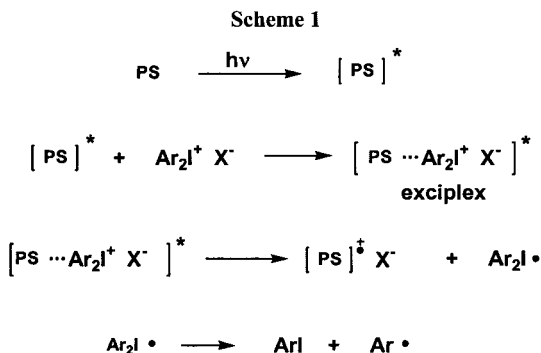 Scheme 1
PS hν [ PS ]*
[ PS ]* + Ar₂I⁺ X⁻ [ PS ···Ar₂I⁺ X⁻ ]*
exciplex
[PS ···Ar₂I⁺ X⁻ ]* [ PS ]•⁺ X⁻ + Ar₂I•
Ar₂I • ArI + Ar •